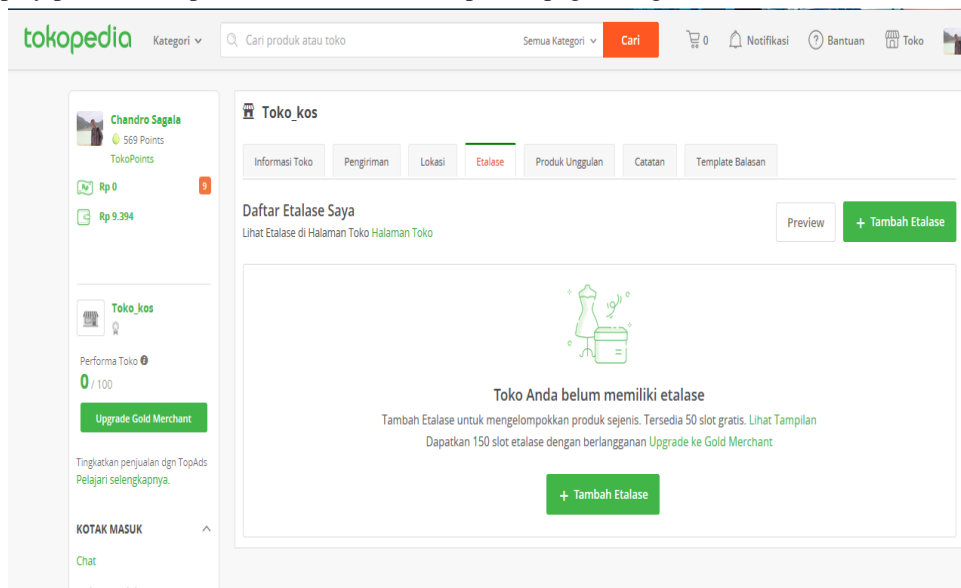 tokopedia Kategori Cari produk atau toko Semua Kategori Cari 0 Notifikasi Bantuan Toko
Chandro Sagala
569 Points
TokoPoints
Rp 0 9
Rp 9.394
Toko_kos
Performa Toko
0 / 100
Upgrade Gold Merchant
Tingkatkan penjualan dgn TopAds
Pelajari selengkapnya.
KOTAK MASUK
Chat
Toko_kos
Informasi Toko Pengiriman Lokasi Etalase Produk Unggulan Catatan Template Balasan
Daftar Etalase Saya
Lihat Etalase di Halaman Toko Halaman Toko
Preview + Tambah Etalase
Toko Anda belum memiliki etalase
Tambah Etalase untuk mengelompokkan produk sejenis. Tersedia 50 slot gratis. Lihat Tampilan
Dapatkan 150 slot etalase dengan berlangganan Upgrade ke Gold Merchant
+ Tambah Etalase